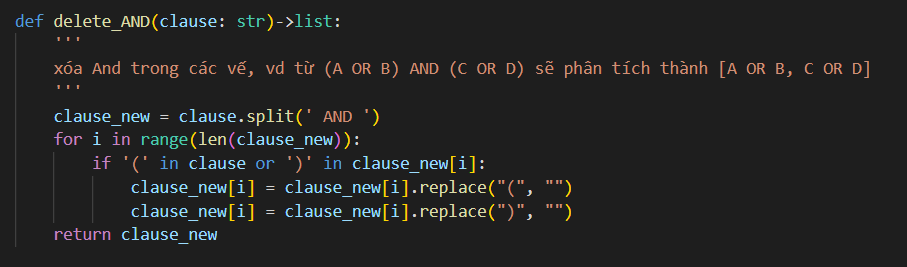 def delete_AND(clause: str)->list:
    '''
    xóa And trong các vế, vd từ (A OR B) AND (C OR D) sẽ phân tích thành [A OR B, C OR D]
    '''
    clause_new = clause.split(' AND ')
    for i in range(len(clause_new)):
        if '(' in clause or ')' in clause_new[i]:
            clause_new[i] = clause_new[i].replace("(", "")
            clause_new[i] = clause_new[i].replace(")", "")
    return clause_new